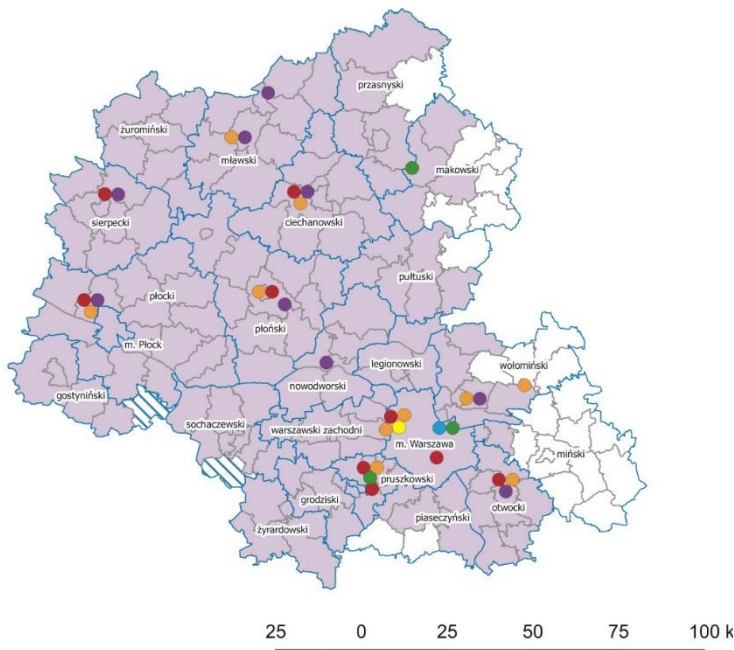 przasnyski
żuromiński
mławski
makowski
sierpecki
ciechanowski
pułtuski
płocki
płoński
m. Płock
legionowski
wołomiński
nowodworski
gostyniński
sochaczewski
warszawski zachodni
m. Warszawa
miński
pruszkowski
grodziski
otwocki
piaseczyński
żyrardowski
25 0 25 50 75 100 k